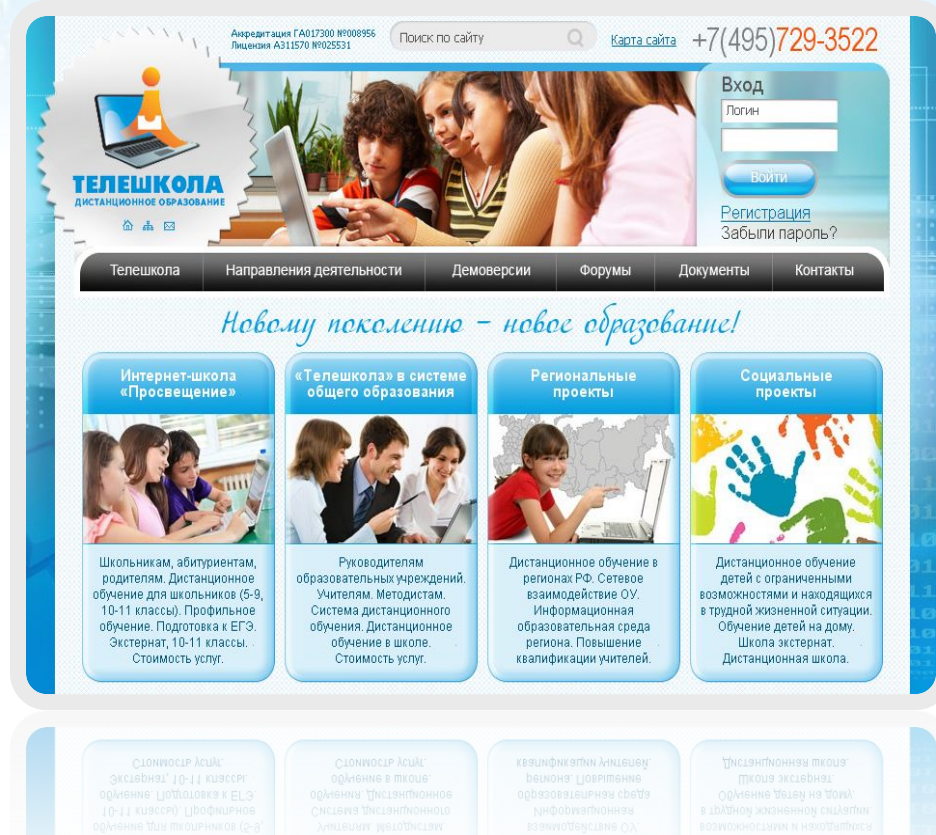 Аккредитация ГА017300 №008956
Лицензия А311570 №025531
Поиск по сайту
Карта сайта
+7(495)729-3522
ТЕЛЕШКОЛА
ДИСТАНЦИОННОЕ ОБРАЗОВАНИЕ
Вход
Логин
Войти
Регистрация
Забыли пароль?
Телешкола
Направления деятельности
Демоверсии
Форумы
Документы
Контакты
Новому поколению – новое образование!
Интернет-школа
«Просвещение»
Школьникам, абитуриентам,
родителям. Дистанционное
обучение для школьников (5-9,
10-11 классы). Профильное
обучение. Подготовка к ЕГЭ.
Экстернат, 10-11 классы.
Стоимость услуг.
«Телешкола» в системе
общего образования
Руководителям
образовательных учреждений.
Учителям. Методистам.
Система дистанционного
обучения. Дистанционное
обучение в школе.
Стоимость услуг.
Региональные
проекты
Дистанционное обучение в
регионах РФ. Сетевое
взаимодействие ОУ.
Информационная
образовательная среда
региона. Повышение
квалификации учителей.
Социальные
проекты
Дистанционное обучение
детей с ограниченными
возможностями и находящихся
в трудной жизненной ситуации.
Обучение детей на дому.
Школа экстернат.
Дистанционная школа.